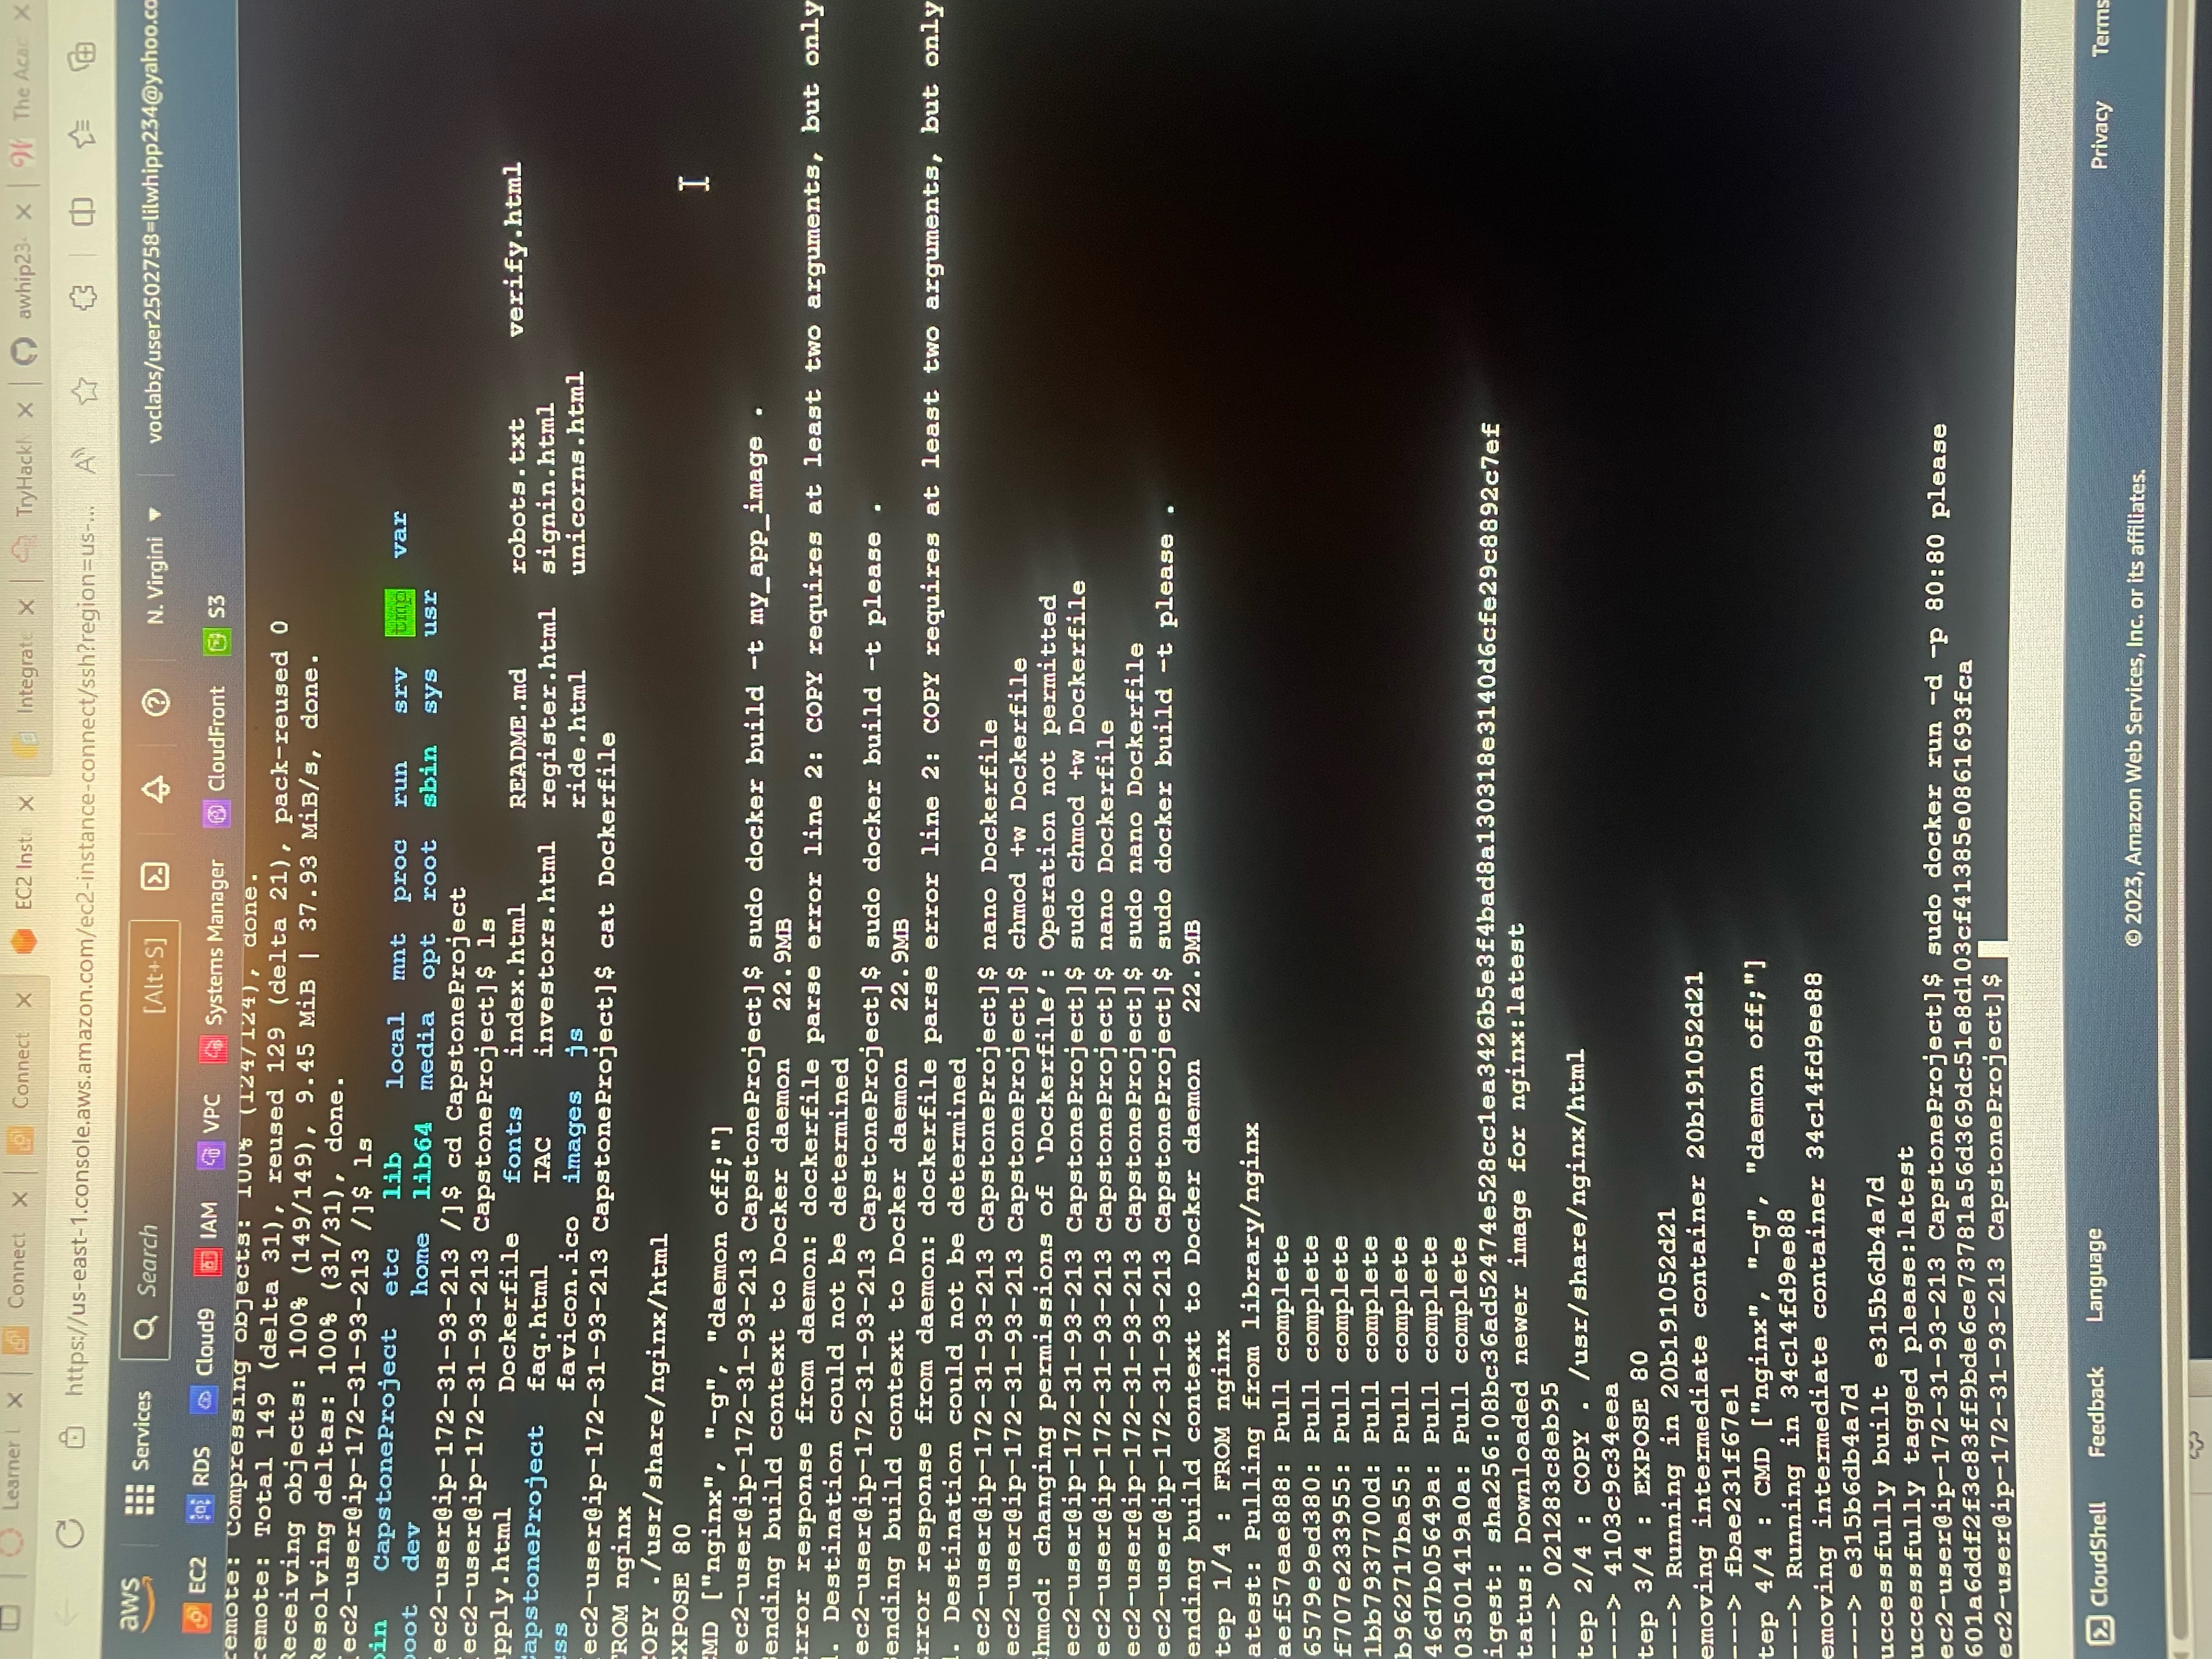 Learner L
Connect
Connect
EC2 Insta
Integrate
TryHackM
awhip23-
The Acad
https://us-east-1.console.aws.amazon.com/ec2-instance-connect/ssh?region=us-...
aws
Services
Search
[Alt+S]
N. Virgini
voclabs/user2502758=lilwhipp234@yahoo.co
EC2
RDS
Cloud9
IAM
VPC
Systems Manager
CloudFront
S3
remote: Compressing objects: 100% (124/124), done.
remote: Total 149 (delta 31), reused 129 (delta 21), pack-reused 0
Receiving objects: 100% (149/149), 9.45 MiB | 37.93 MiB/s, done.
Resolving deltas: 100% (31/31), done.
[ec2-user@ip-172-31-93-213 /]$ ls
bin CapstoneProject etc lib local mnt proc run srv tmp var
boot dev home lib64 media opt root sbin sys usr
[ec2-user@ip-172-31-93-213 /]$ cd CapstoneProject
[ec2-user@ip-172-31-93-213 CapstoneProject]$ ls
apply.html Dockerfile fonts index.html README.md robots.txt verify.html
CapstoneProject faq.html IAC investors.html register.html signin.html
css favicon.ico images js ride.html unicorns.html
[ec2-user@ip-172-31-93-213 CapstoneProject]$ cat Dockerfile
FROM nginx
COPY ./usr/share/nginx/html
EXPOSE 80
CMD ["nginx", "-g", "daemon off;"]
ec2-user@ip-172-31-93-213 CapstoneProject]$ sudo docker build -t my_app_image .
Sending build context to Docker daemon 22.9MB
Error response from daemon: dockerfile parse error line 2: COPY requires at least two arguments, but only
1. Destination could not be determined
ec2-user@ip-172-31-93-213 CapstoneProject]$ sudo docker build -t please .
Sending build context to Docker daemon 22.9MB
Error response from daemon: dockerfile parse error line 2: COPY requires at least two arguments, but only
1. Destination could not be determined
ec2-user@ip-172-31-93-213 CapstoneProject]$ nano Dockerfile
ec2-user@ip-172-31-93-213 CapstoneProject]$ chmod +w Dockerfile
chmod: changing permissions of ‘Dockerfile’: Operation not permitted
ec2-user@ip-172-31-93-213 CapstoneProject]$ sudo chmod +w Dockerfile
ec2-user@ip-172-31-93-213 CapstoneProject]$ nano Dockerfile
ec2-user@ip-172-31-93-213 CapstoneProject]$ sudo nano Dockerfile
ec2-user@ip-172-31-93-213 CapstoneProject]$ sudo docker build -t please .
ending build context to Docker daemon 22.9MB
tep 1/4 : FROM nginx
atest: Pulling from library/nginx
aef57eae888: Pull complete
6579e9ed380: Pull complete
f707e233955: Pull complete
1bb7937700d: Pull complete
b962717ba55: Pull complete
46d7b05649a: Pull complete
03501419a0a: Pull complete
igest: sha256:08bc36ad52474e528cc1ea3426b5e3f4bad8a130318e3140d6cfe29c8892c7ef
tatus: Downloaded newer image for nginx:latest
---> 021283c8eb95
tep 2/4 : COPY . /usr/share/nginx/html
---> 4103c9c34eea
tep 3/4 : EXPOSE 80
---> Running in 20b191052d21
emoving intermediate container 20b191052d21
---> fbae231f67e1
tep 4/4 : CMD ["nginx", "-g", "daemon off;"]
---> Running in 34c14fd9ee88
emoving intermediate container 34c14fd9ee88
---> e315b6db4a7d
uccessfully built e315b6db4a7d
uccessfully tagged please:latest
ec2-user@ip-172-31-93-213 CapstoneProject]$ sudo docker run -d -p 80:80 please
601a6ddf2f3c83ff9bde6ce73781a56d369dc51e8d103cf41385e0861693fca
ec2-user@ip-172-31-93-213 CapstoneProject]$
CloudShell
Feedback
Language
Privacy
Terms
© 2023, Amazon Web Services, Inc. or its affiliates.